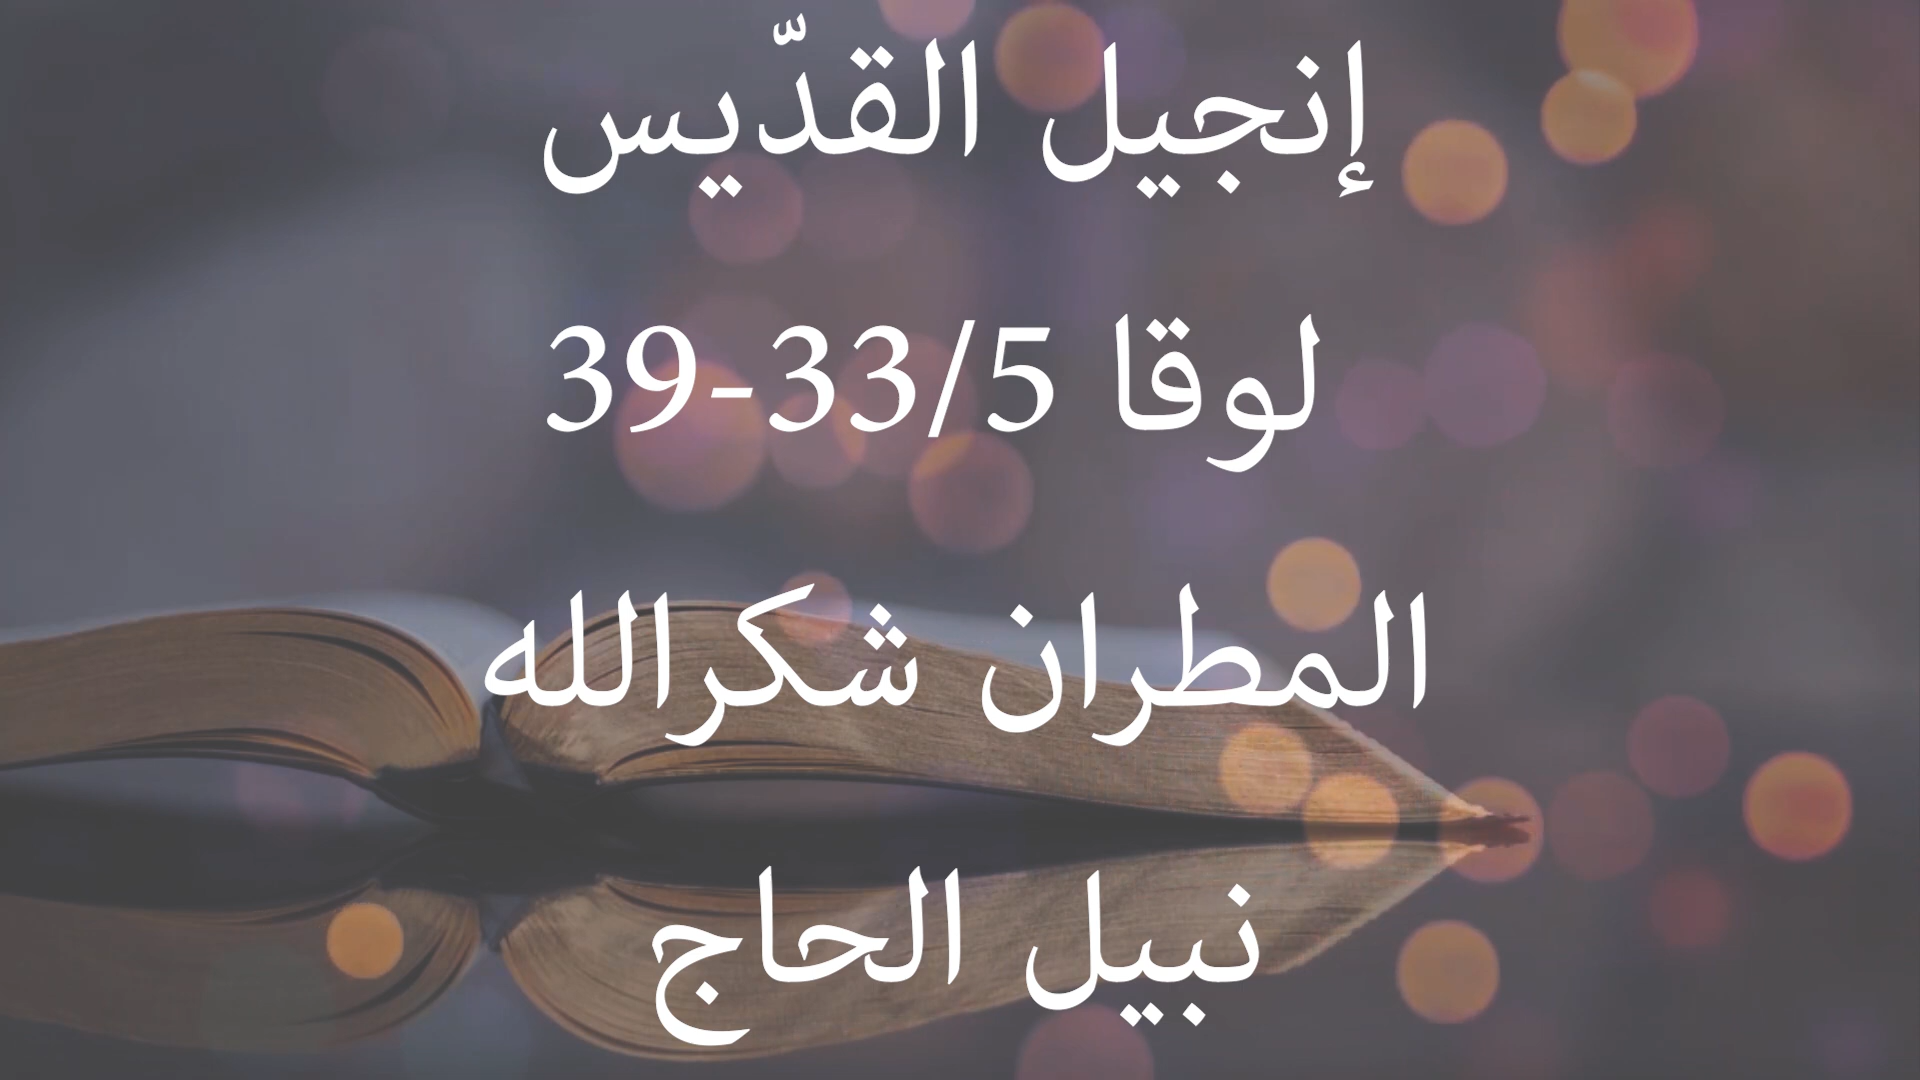 إنجيل القدّيس
لوقا 33/5-39
المطران شكرالله
نبيل الحاج